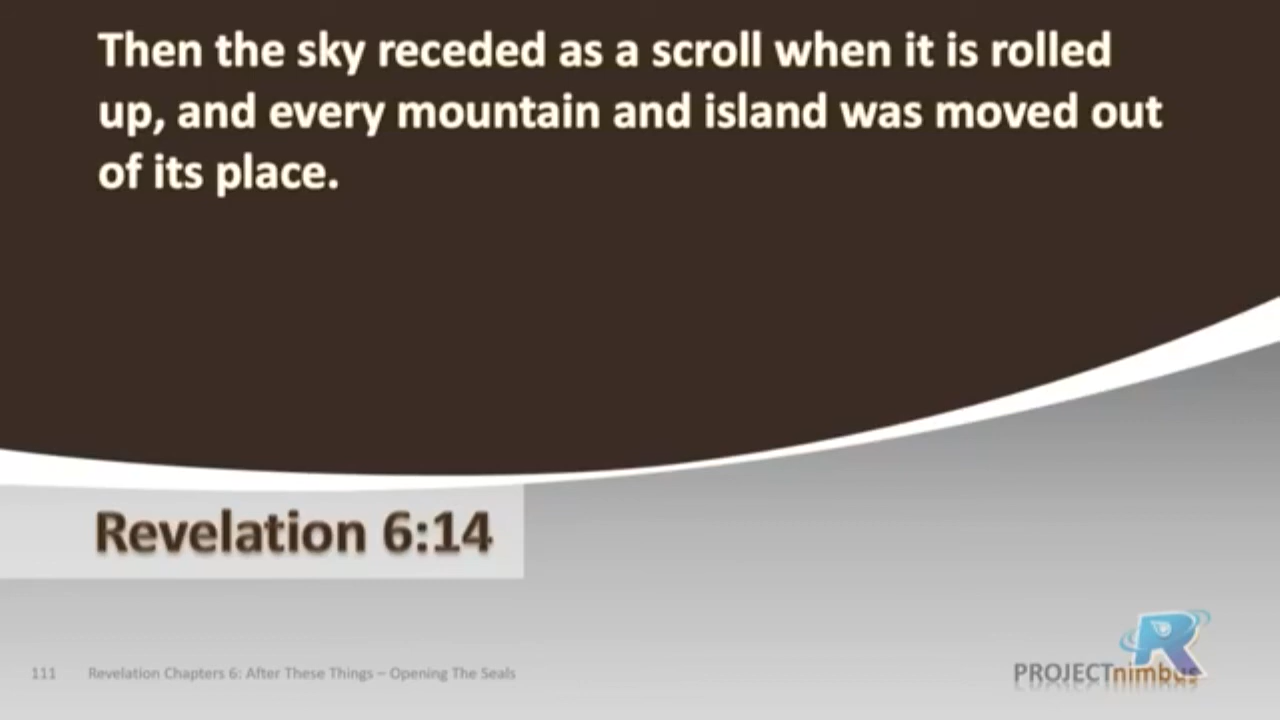 Then the sky receded as a scroll when it is rolled
up, and every mountain and island was moved out
of its place.
Revelation 6:14
111 Revelation Chapters 6: After These Things – Opening The Seals
PROJECTnimbus